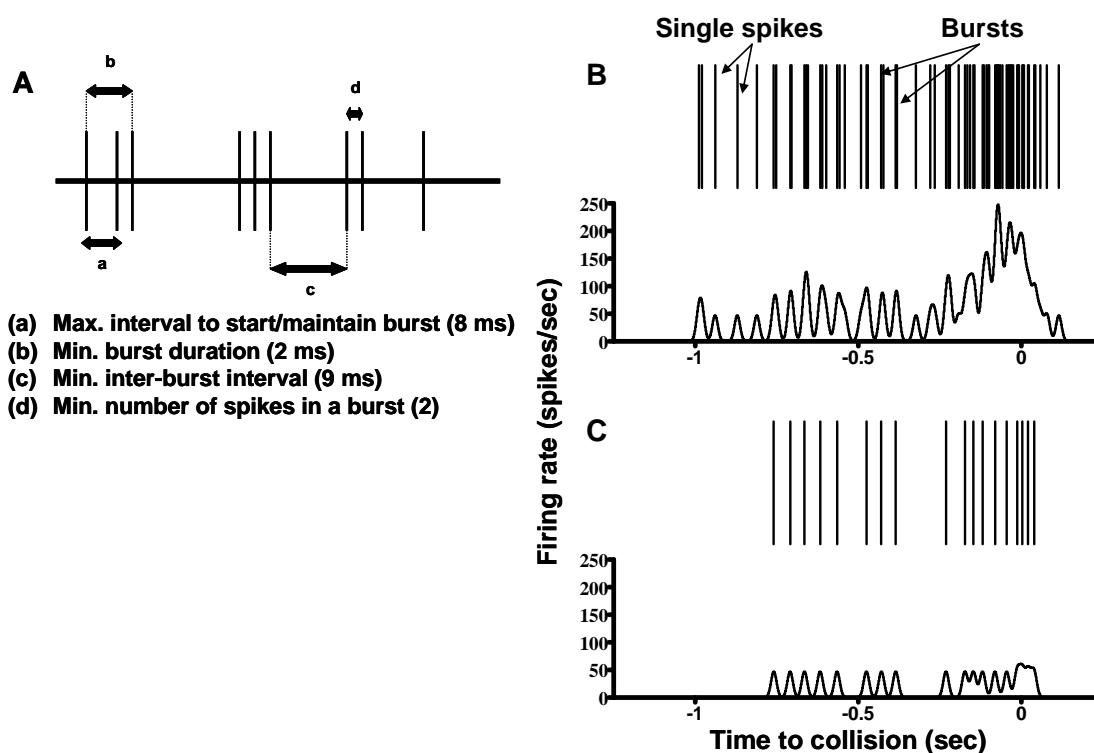 A
b
d
a
c
(a) Max. interval to start/maintain burst (8 ms)
(b) Min. burst duration (2 ms)
(c) Min. inter-burst interval (9 ms)
(d) Min. number of spikes in a burst (2)
Single spikes
Bursts
B
250
200
150
100
50
0
-1
-0.5
0
C
250
200
150
100
50
0
-1
-0.5
0
Firing rate (spikes/sec)
Time to collision (sec)